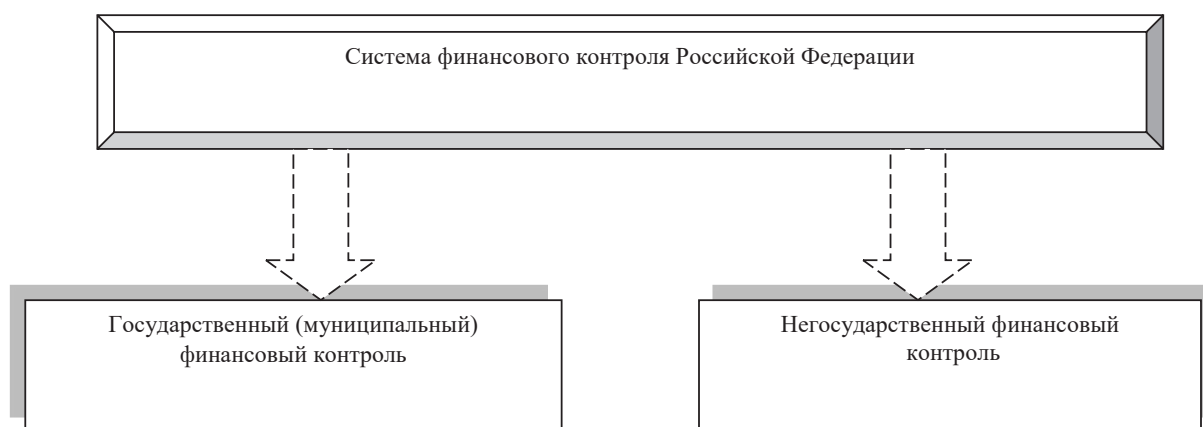 Система финансового контроля Российской Федерации
Государственный (муниципальный)
финансовый контроль
Негосударственный финансовый
контроль